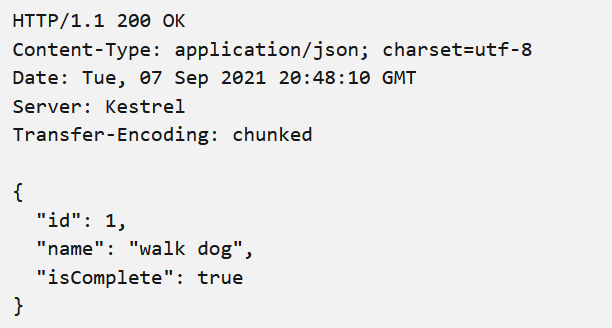 HTTP/1.1 200 OK
Content-Type: application/json; charset=utf-8
Date: Tue, 07 Sep 2021 20:48:10 GMT
Server: Kestrel
Transfer-Encoding: chunked

{
  "id": 1,
  "name": "walk dog",
  "isComplete": true
}